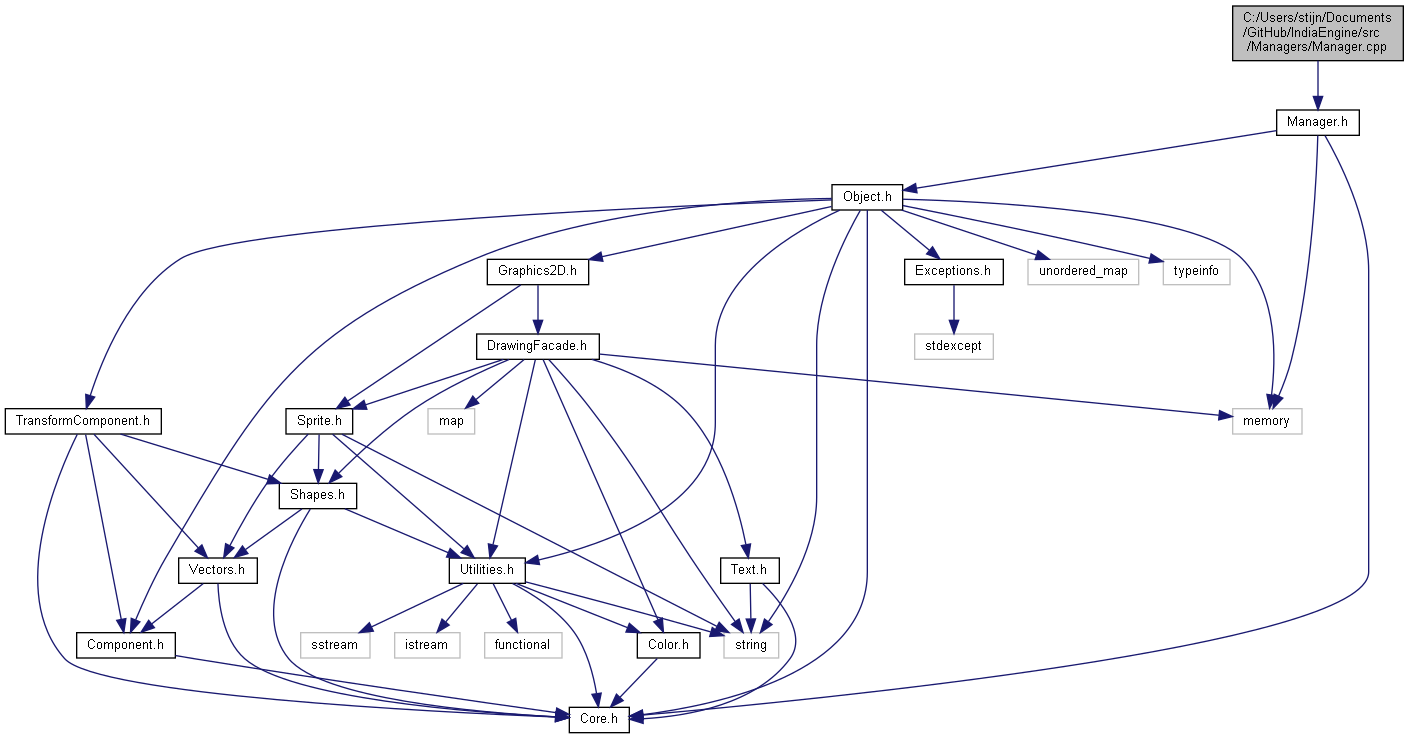 C:/Users/stijn/Documents
/GitHub/IndiaEngine/src
/Managers/Manager.cpp
Manager.h
Object.h
Graphics2D.h
Exceptions.h
unordered_map
typeinfo
DrawingFacade.h
stdexcept
TransformComponent.h
Sprite.h
map
memory
Shapes.h
Vectors.h
Utilities.h
Text.h
Component.h
sstream
istream
functional
Color.h
string
Core.h